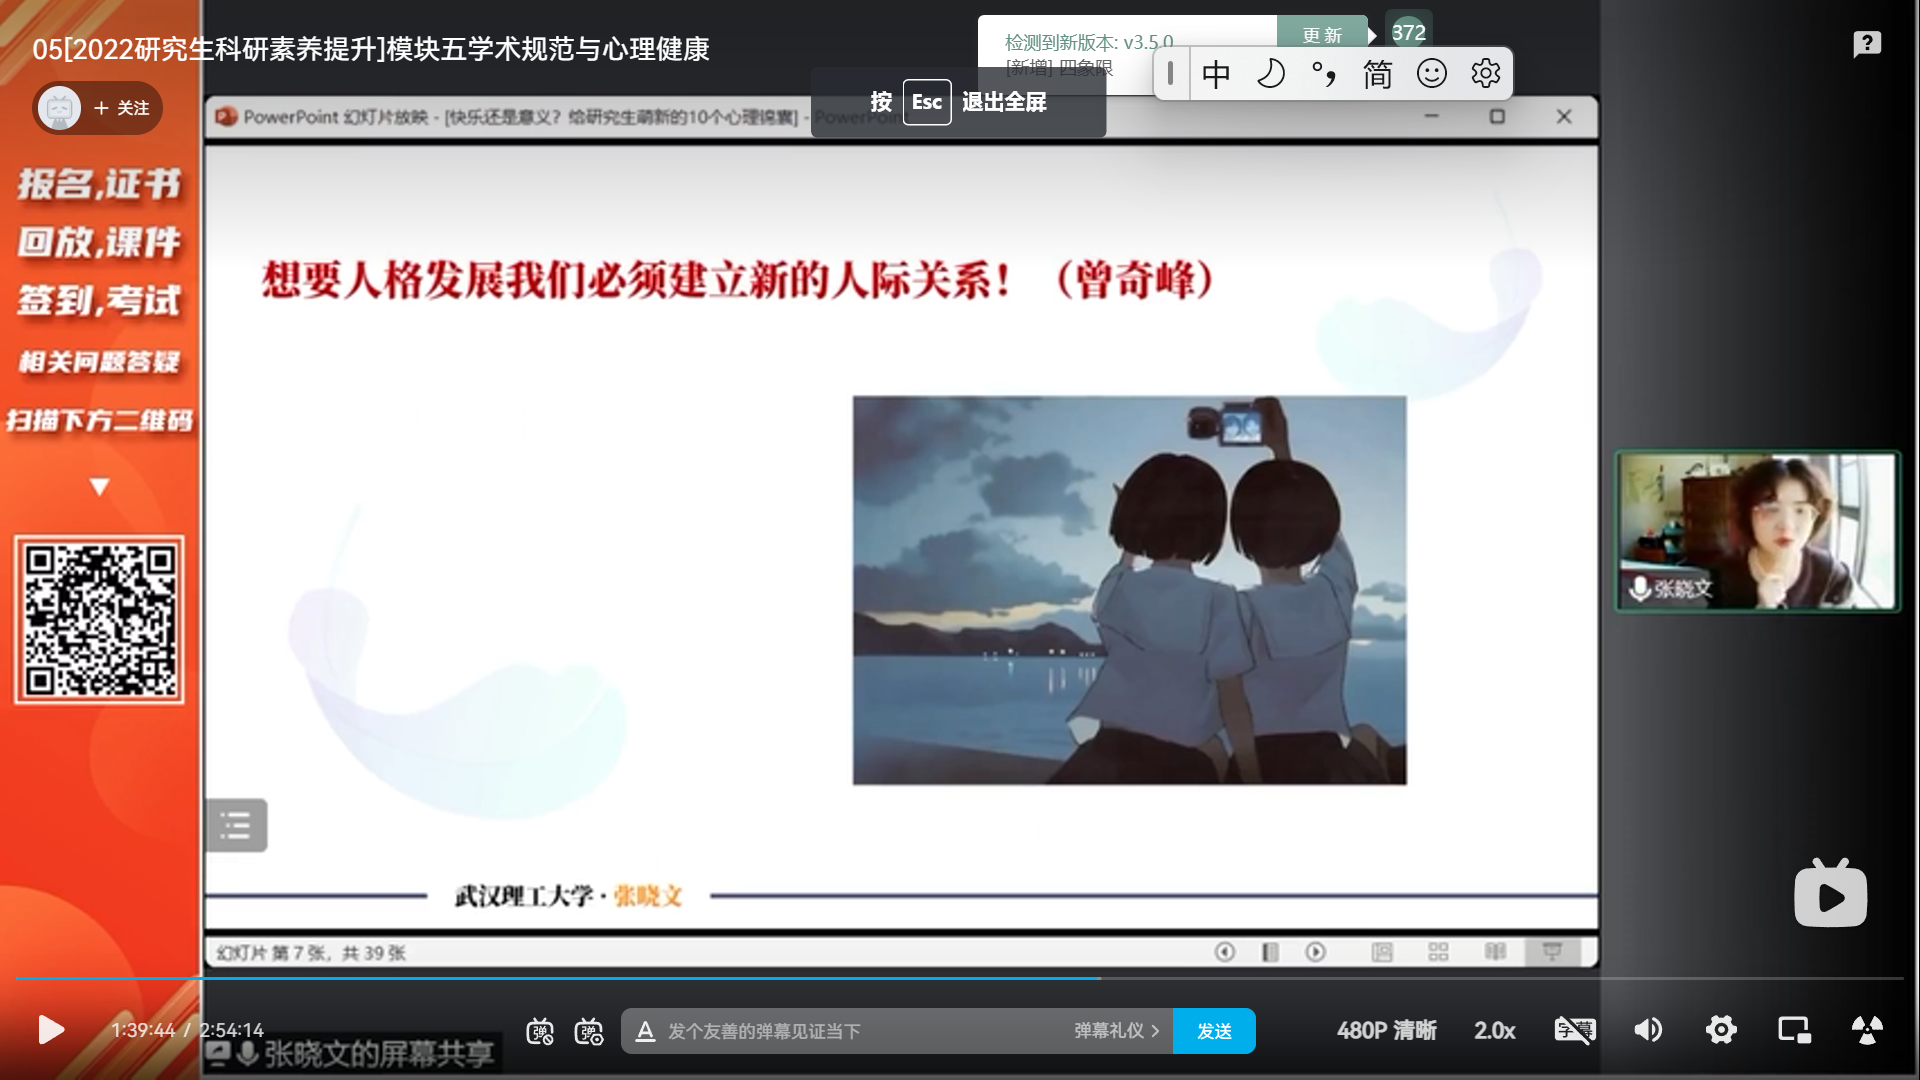 05[2022研究生科研素养提升]模块五学术规范与心理健康
检测到新版本: v3.5.0
更新
372
[新增] 四象限
中
简
按 Esc 退出全屏
+ 关注
PowerPoint 幻灯片放映 - [快乐还是意义？给研究生萌新的10个心理锦囊] - PowerPoint
报名,证书
回放,课件
签到,考试
相关问题答疑
扫描下方二维码
想要人格发展我们必须建立新的人际关系！（曾奇峰）
张晓文
武汉理工大学·张晓文
幻灯片 第 7 张，共 39 张
1:39:44 / 2:54:14
弹
弹
发个友善的弹幕见证当下
弹幕礼仪 >
发送
480P 清晰
2.0x
字幕
张晓文的屏幕共享